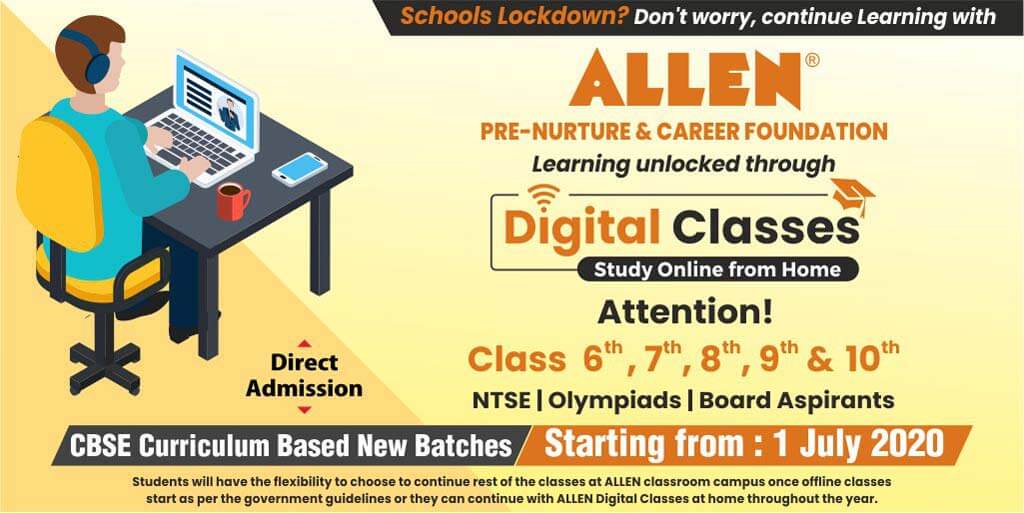 Schools Lockdown? Don't worry, continue Learning with
ALLEN®
PRE-NURTURE & CAREER FOUNDATION
Learning unlocked through
Digital Classes
Study Online from Home
Attention!
Class 6th, 7th, 8th, 9th & 10th
NTSE | Olympiads | Board Aspirants
Direct
Admission
CBSE Curriculum Based New Batches Starting from : 1 July 2020
Students will have the flexibility to choose to continue rest of the classes at ALLEN classroom campus once offline classes
start as per the government guidelines or they can continue with ALLEN Digital Classes at home throughout the year.